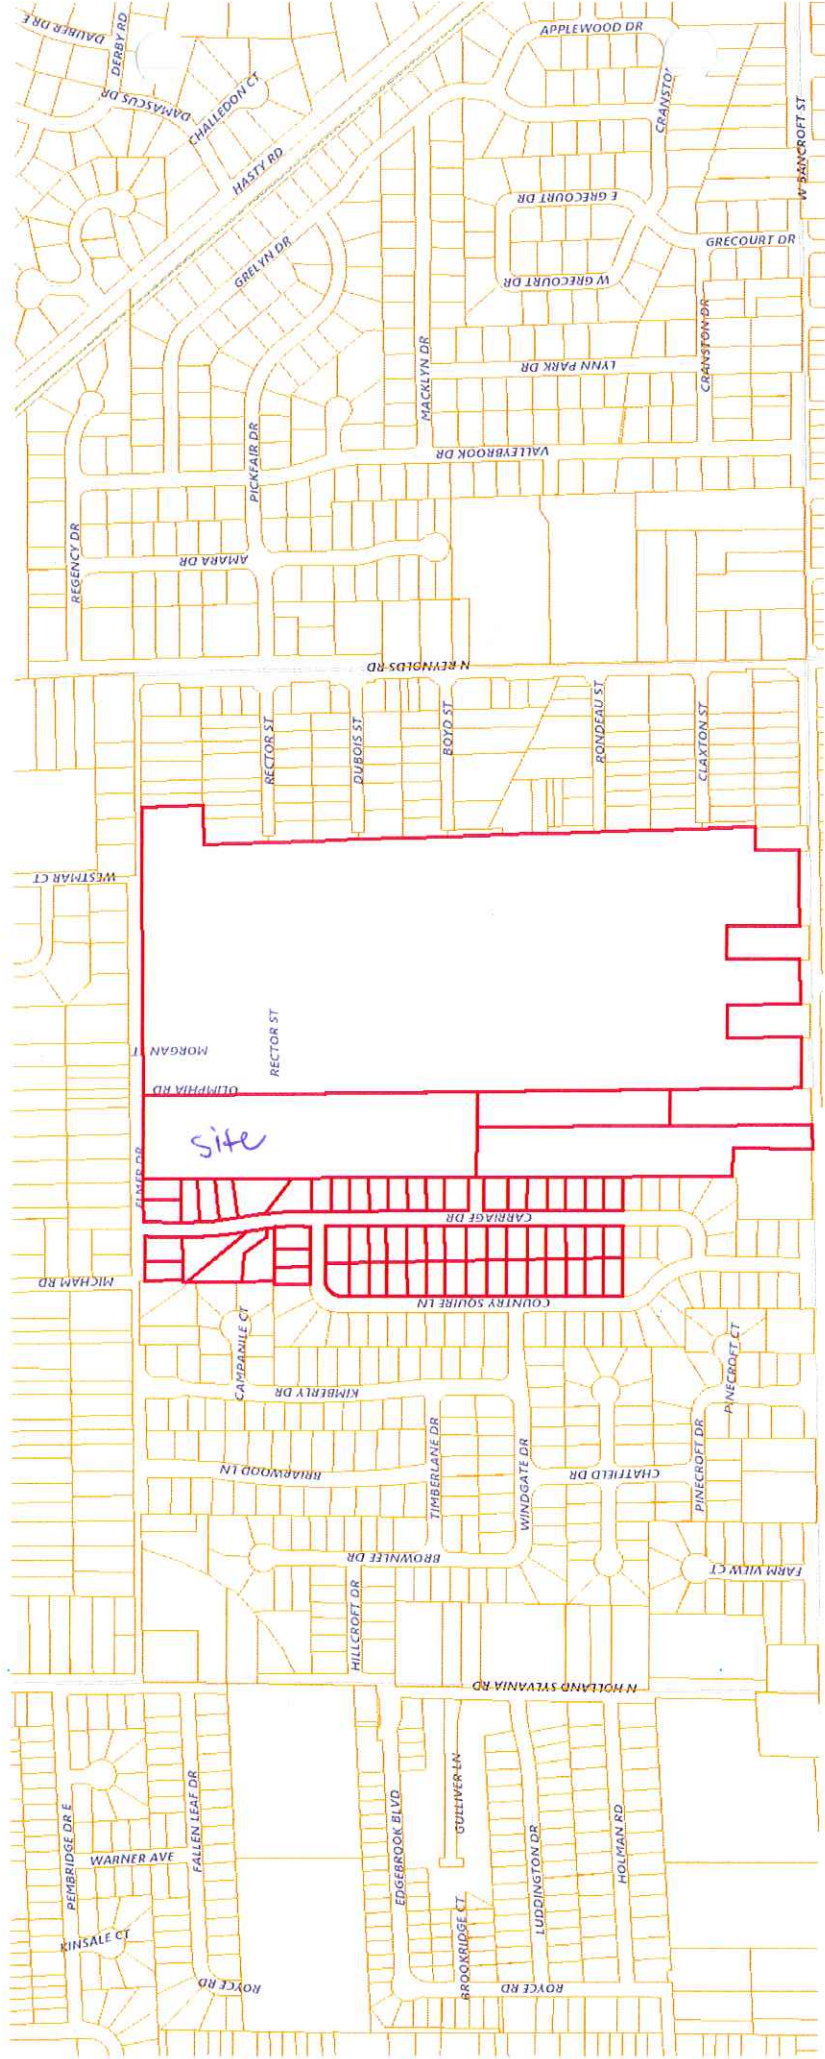 DAUBER DR E
DERBY RD
DAMASCUS DR
CHALLEDON CT
HASTY RD
APPLEWOOD DR
W BANCROFT ST
E GRECOURT DR
GRECOURT DR
GRELYN DR
W GRECOURT DR
MACKLYN DR
LYNN PARK DR
CRANSTON DR
PICKFAIR DR
VALLEYBROOK DR
REGENCY DR
AMARA DR
N REYNOLDS RD
RECTOR ST
DUBOIS ST
BOYD ST
RONDEAU ST
CLAXTON ST
WESTMAR CT
MORGAN
RECTOR ST
OLIMPHIA RD
site
ELMER DR
CARRIAGE DR
MICHAM RD
COUNTRY SQUIRE LN
CAMPANILE CT
KIMBERLY DR
PINECROFT CT
TIMBERLANE DR
BRIARWOOD LN
WINDGATE DR
CHATFIELD DR
PINECROFT DR
BROWNLEE DR
FARM VIEW CT
HILLCROFT DR
N HOLLAND SYLVANIA RD
PEMBRIDGE DR E
FALLEN LEAF DR
EDGEBROOK BLVD
GULLIVER LN
LUDDINGTON DR
HOLMAN RD
WARNER AVE
KINSALE CT
BROOKRIDGE CT
ROYCE RD
ROYCE RD